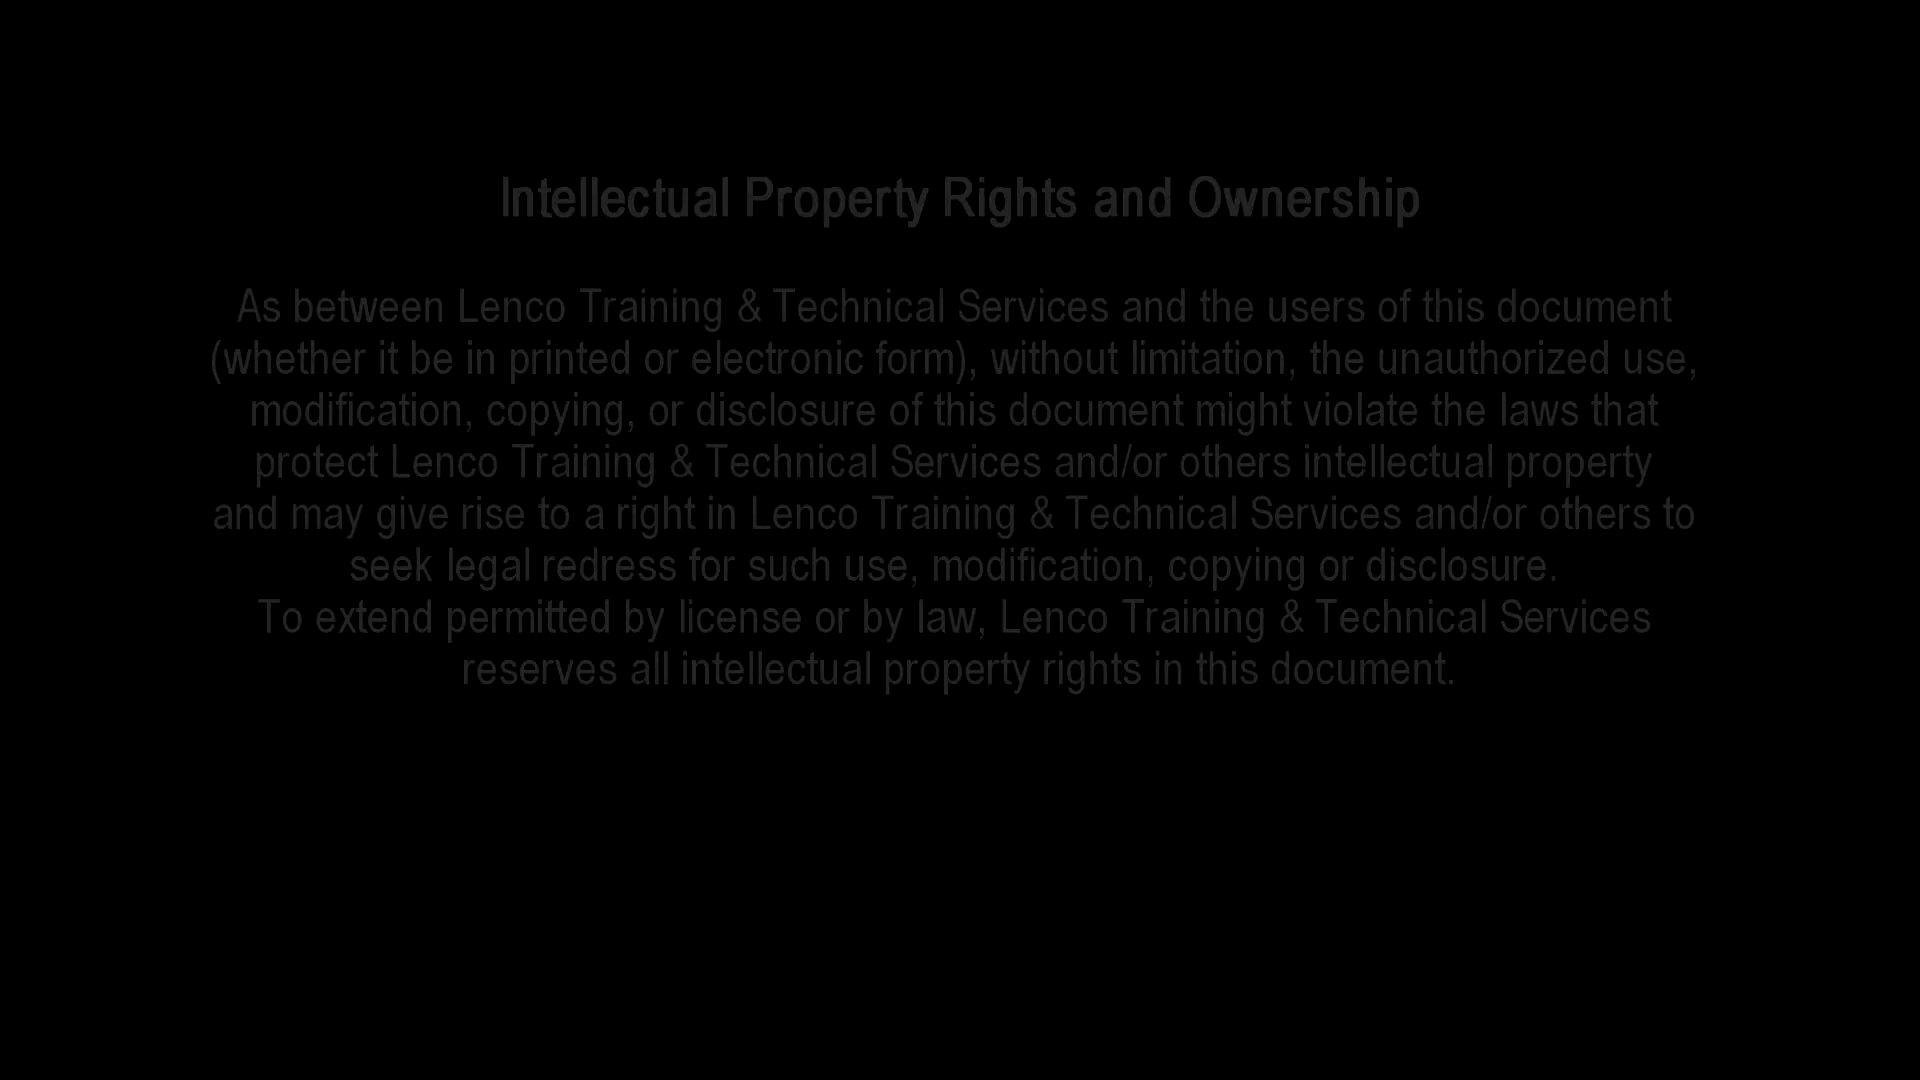 Intellectual Property Rights and Ownership
As between Lenco Training & Technical Services and the users of this document
(whether it be in printed or electronic form), without limitation, the unauthorized use,
modification, copying, or disclosure of this document might violate the laws that
protect Lenco Training & Technical Services and/or others intellectual property
and may give rise to a right in Lenco Training & Technical Services and/or others to
seek legal redress for such use, modification, copying or disclosure.
To extend permitted by license or by law, Lenco Training & Technical Services
reserves all intellectual property rights in this document.